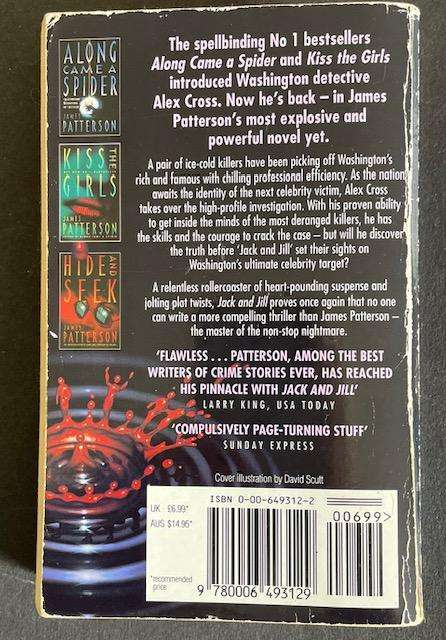 ALONG
CAME A
SPIDER
JAMES
PATTERSON
KISS
THE
GIRLS
JAMES
PATTERSON
HIDE
AND
SEEK
JAMES
PATTERSON
The spellbinding No 1 bestsellers
Along Came a Spider and Kiss the Girls
introduced Washington detective
Alex Cross. Now he's back – in James
Patterson's most explosive and
powerful novel yet.
A pair of ice-cold killers have been picking off Washington's
rich and famous with chilling professional efficiency. As the nation
awaits the identity of the next celebrity victim, Alex Cross
takes over the high-profile investigation. With his proven ability
to get inside the minds of the most deranged killers, he has
the skills and the courage to crack the case – but will he discover
the truth before 'Jack and Jill' set their sights on
Washington's ultimate celebrity target?
A relentless rollercoaster of heart-pounding suspense and
jolting plot twists, Jack and Jill proves once again that no one
can write a more compelling thriller than James Patterson –
the master of the non-stop nightmare.
'FLAWLESS . . . PATTERSON, AMONG THE BEST
WRITERS OF CRIME STORIES EVER, HAS REACHED
HIS PINNACLE WITH JACK AND JILL'
LARRY KING, USA TODAY
'COMPULSIVELY PAGE-TURNING STUFF'
SUNDAY EXPRESS
Cover illustration by David Scutt
UK £6.99*
AUS $14.95*
*recommended
price
ISBN 0-00-649312-2
00699>
9 780006 493129